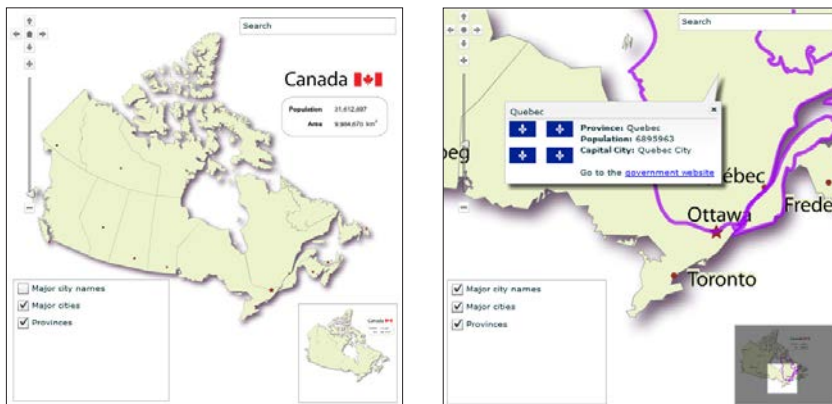 Search
Canada
Population 31,612,897
Area 9,984,670 km²
Major city names
Major cities
Provinces
Search
Quebec
Province: Quebec
Population: 6895963
Capital City: Quebec City
Go to the government website
peg
ébec
Ottawa
Frede
Toronto
Major city names
Major cities
Provinces